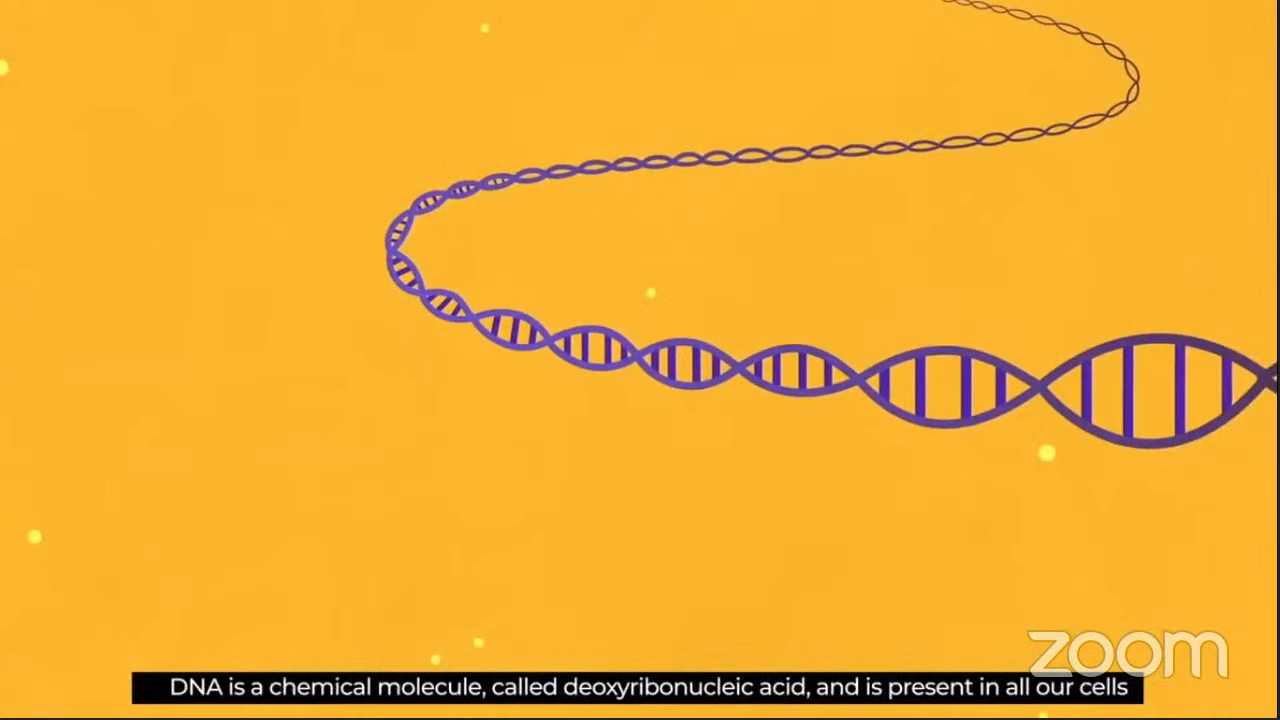 zoom
DNA is a chemical molecule, called deoxyribonucleic acid, and is present in all our cells